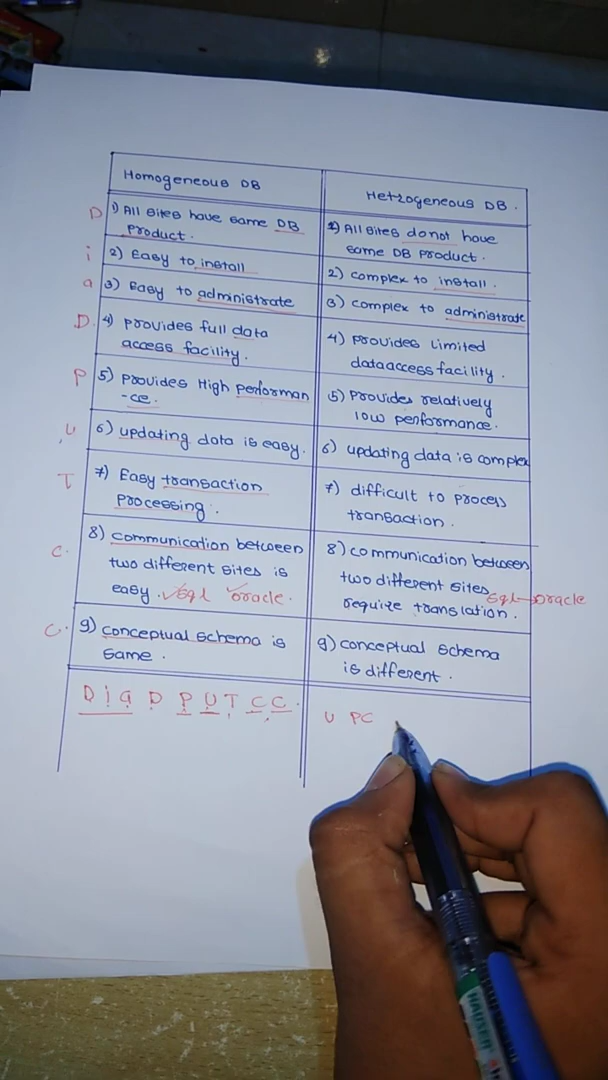 Homogeneous DB
Hetrogeneous DB.
D 1) All sites have same DB
product.
1) All sites donot have
same DB product.
i 2) Easy to install
2) complex to install.
a 3) Easy to administrate
3) complex to administrate
D. 4) provides full data
access facility.
4) provides limited
data access facility.
P 5) provides High performan
-ce.
5) provides relatively
low performance.
U 6) updating data is easy.
6) updating data is complex
T 7) Easy transaction
processing.
7) difficult to process
transaction.
C. 8) communication between
two different sites is
easy. ✓Sql ✓oracle.
8) communication between
two different sites
Sql→oracle
require translation.
C. 9) conceptual schema is
same.
9) conceptual schema
is different.
D i a D P U T C C.
U PC
HAUSER